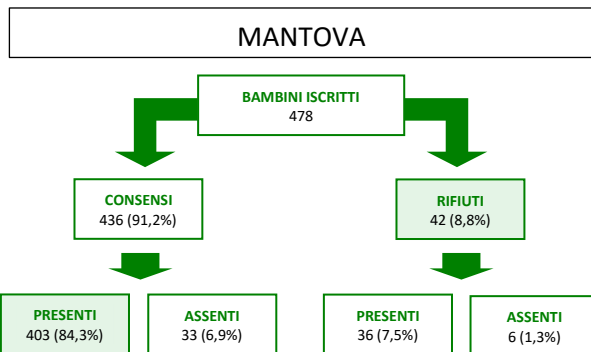 MANTOVA
BAMBINI ISCRITTI
478
CONSENSI
436 (91,2%)
RIFIUTI
42 (8,8%)
PRESENTI
403 (84,3%)
ASSENTI
33 (6,9%)
PRESENTI
36 (7,5%)
ASSENTI
6 (1,3%)